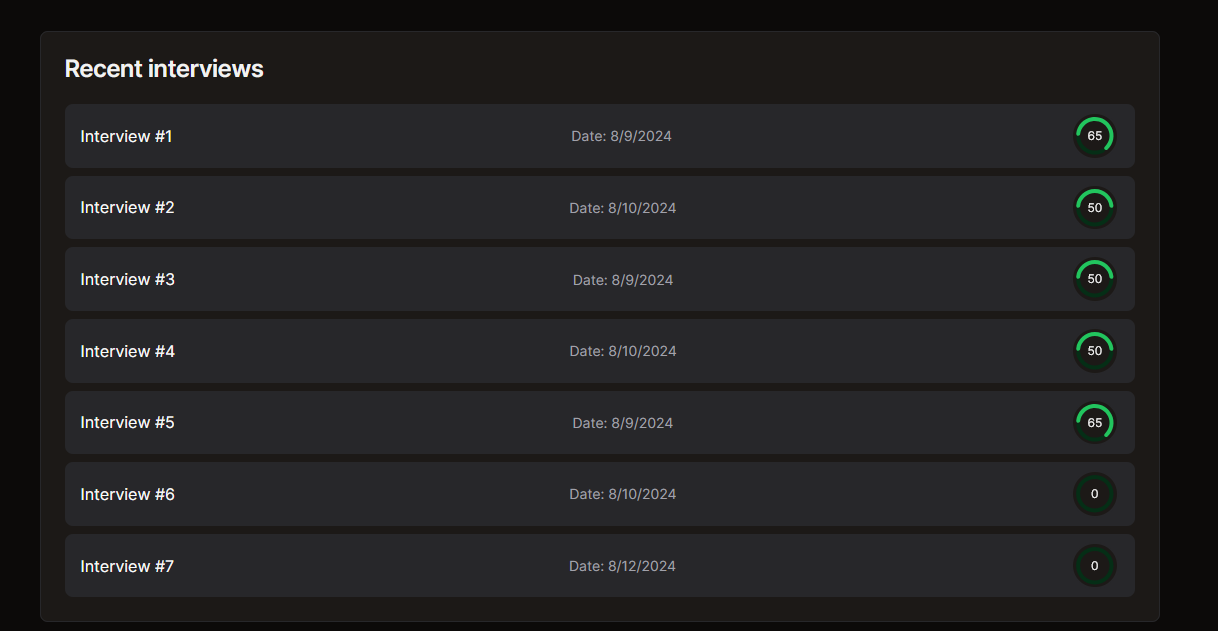 Recent interviews
Interview #1 Date: 8/9/2024 65
Interview #2 Date: 8/10/2024 50
Interview #3 Date: 8/9/2024 50
Interview #4 Date: 8/10/2024 50
Interview #5 Date: 8/9/2024 65
Interview #6 Date: 8/10/2024 0
Interview #7 Date: 8/12/2024 0